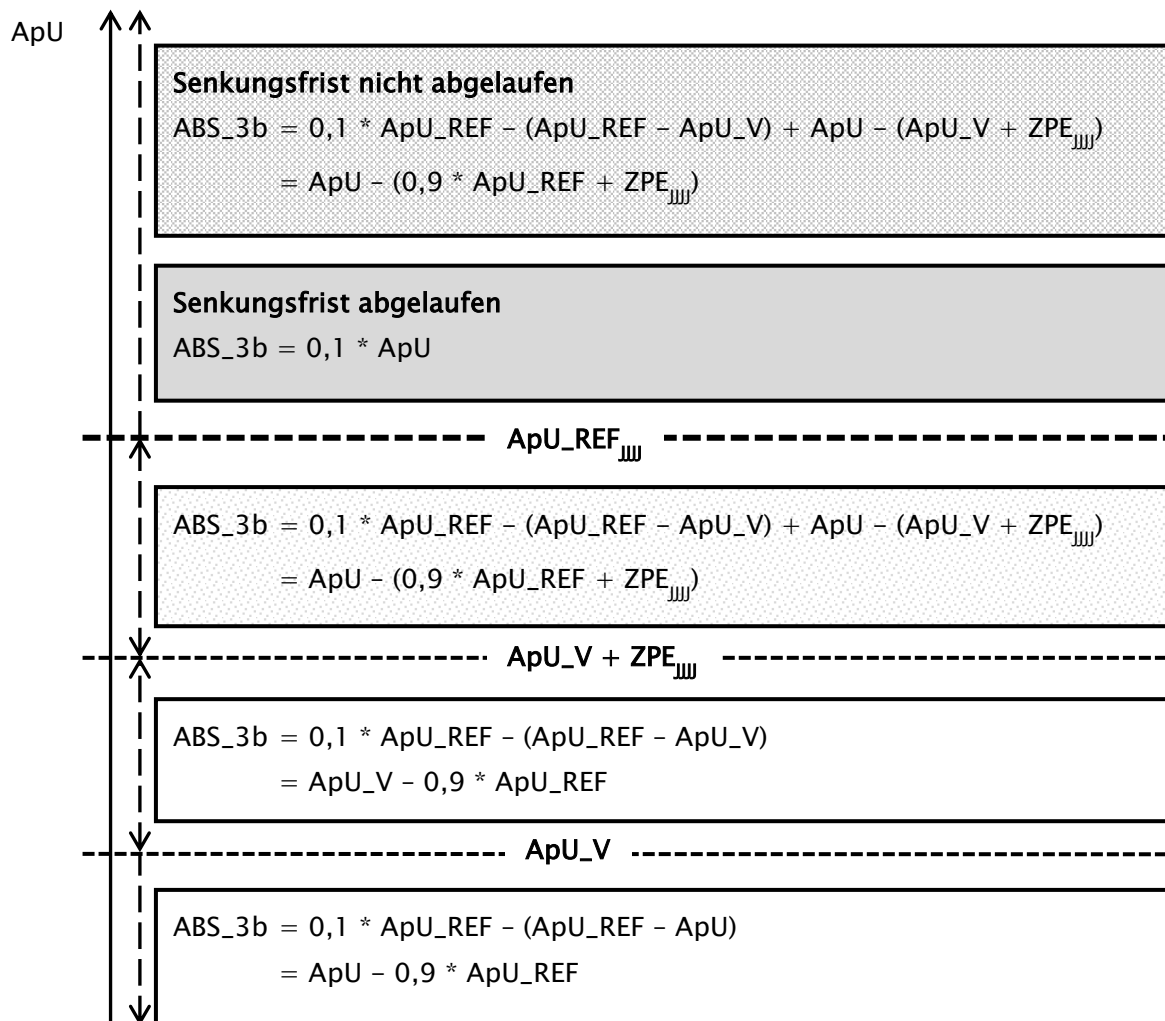 ApU
Senkungsfrist nicht abgelaufen
ABS_3b = 0,1 * ApU_REF – (ApU_REF – ApU_V) + ApU – (ApU_V + ZPE_JJJJ)
= ApU – (0,9 * ApU_REF + ZPE_JJJJ)
Senkungsfrist abgelaufen
ABS_3b = 0,1 * ApU
ApU_REF_JJJJ
ABS_3b = 0,1 * ApU_REF – (ApU_REF – ApU_V) + ApU – (ApU_V + ZPE_JJJJ)
= ApU – (0,9 * ApU_REF + ZPE_JJJJ)
ApU_V + ZPE_JJJJ
ABS_3b = 0,1 * ApU_REF – (ApU_REF – ApU_V)
= ApU_V – 0,9 * ApU_REF
ApU_V
ABS_3b = 0,1 * ApU_REF – (ApU_REF – ApU)
= ApU – 0,9 * ApU_REF